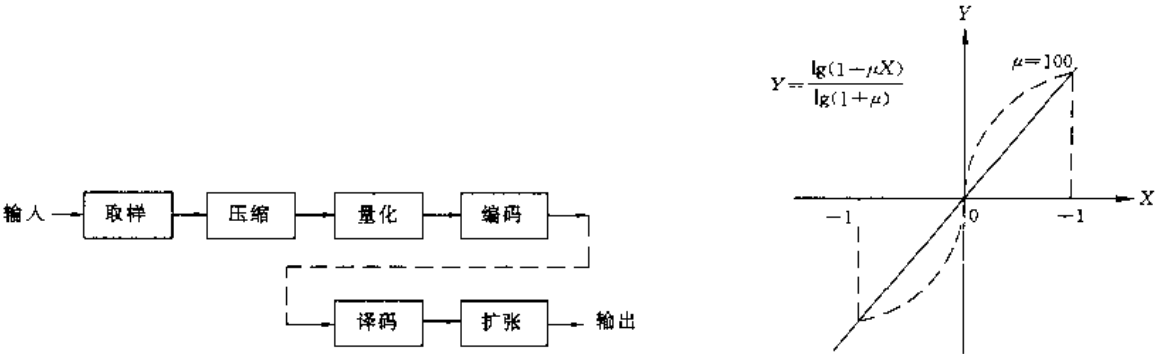 输入 取样 压缩 量化 编码
译码 扩张 输出
Y
μ=100
Y=lg(1-μX)/lg(1+μ)
X
-1 0 -1